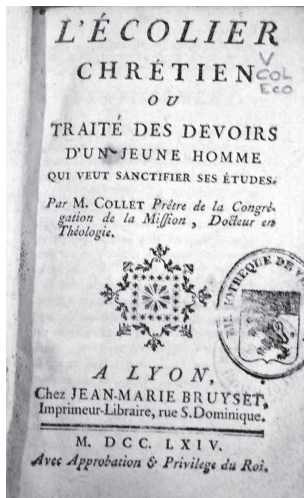 L'ÉCOLIER
CHRÉTIEN
V
COL
ECO
OU
TRAITÉ DES DEVOIRS
D'UN JEUNE HOMME
QUI VEUT SANCTIFIER SES ÉTUDES.
Par M. COLLET Prêtre de la Congré-
gation de la Miſſion, Docteur en
Théologie.
BIBLIOTHEQUE DE
A LYON,
Chez JEAN-MARIE BRUYSET,
Imprimeur-Libraire, rue S. Dominique.
M. DCC. LXIV.
Avec Approbation & Privilege du Roi.